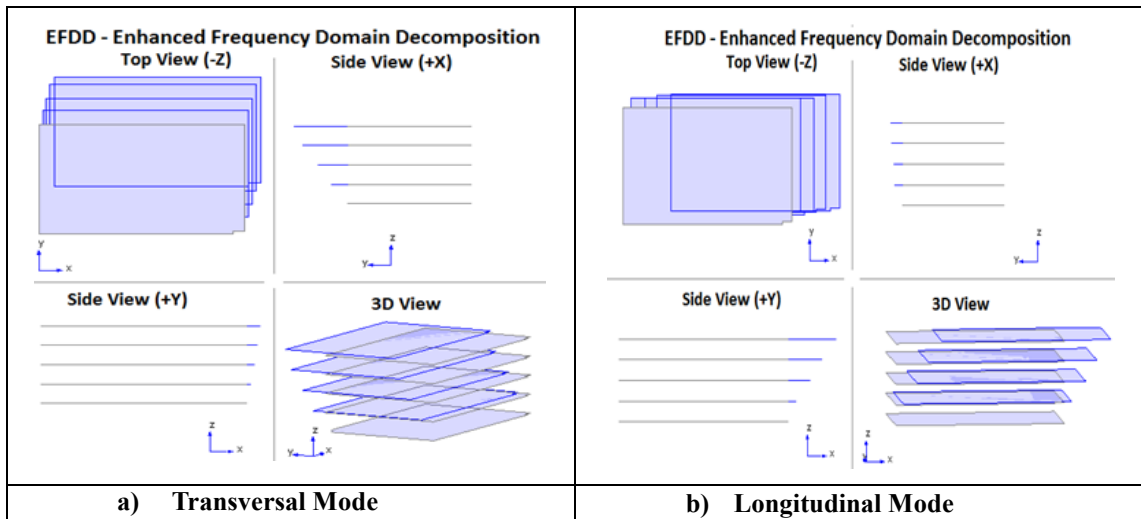 EFDD - Enhanced Frequency Domain Decomposition
Top View (-Z)
Side View (+X)
Y
X
Z
Y
Side View (+Y)
3D View
Z
X
Z
Y
X
a) Transversal Mode
EFDD - Enhanced Frequency Domain Decomposition
Top View (-Z)
Side View (+X)
Y
X
Z
Y
Side View (+Y)
3D View
Z
X
Z
X
b) Longitudinal Mode